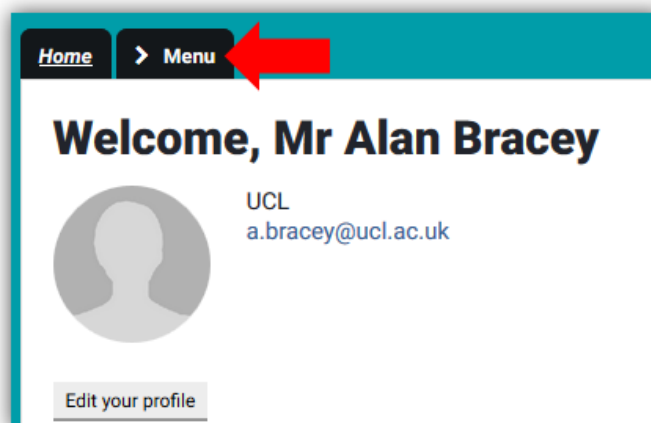 Home > Menu
Welcome, Mr Alan Bracey
UCL
a.bracey@ucl.ac.uk
Edit your profile